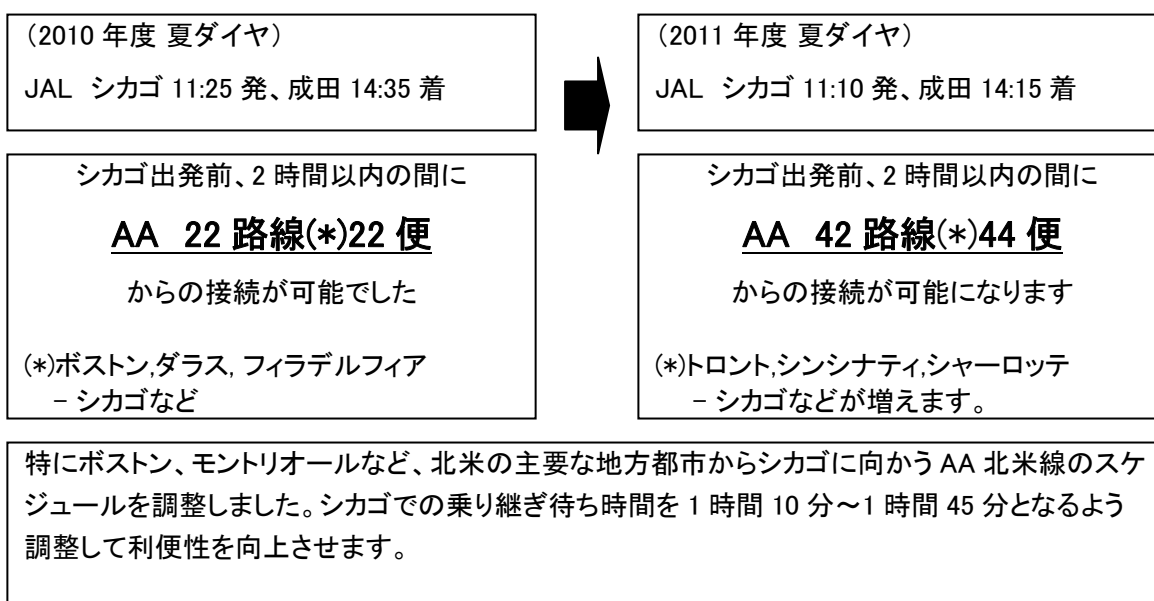 （2010 年度 夏ダイヤ）
JAL シカゴ 11:25 発、成田 14:35 着
シカゴ出発前、2 時間以内の間に
AA 22 路線(*)22 便
からの接続が可能でした
(*)ボストン,ダラス, フィラデルフィア
– シカゴなど
（2011 年度 夏ダイヤ）
JAL シカゴ 11:10 発、成田 14:15 着
シカゴ出発前、2 時間以内の間に
AA 42 路線(*)44 便
からの接続が可能になります
(*)トロント,シンシナティ,シャーロッテ
– シカゴなどが増えます。
特にボストン、モントリオールなど、北米の主要な地方都市からシカゴに向かう AA 北米線のスケ
ジュールを調整しました。シカゴでの乗り継ぎ待ち時間を 1 時間 10 分～1 時間 45 分となるよう
調整して利便性を向上させます。